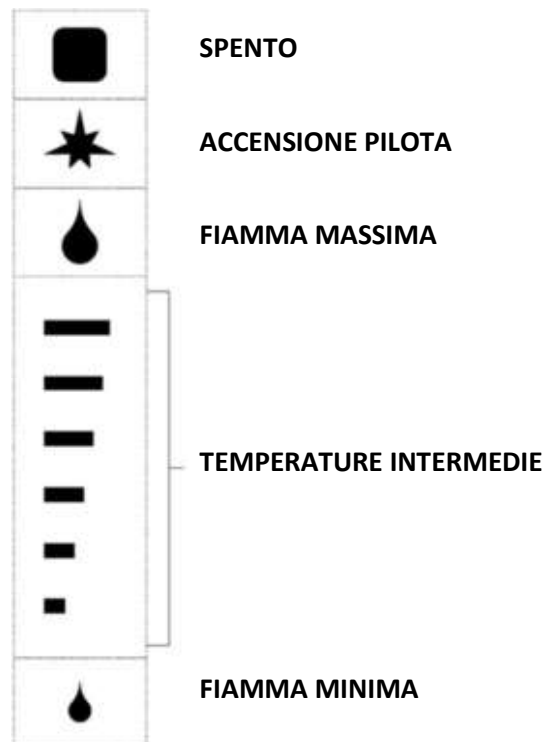 SPENTO
ACCENSIONE PILOTA
FIAMMA MASSIMA
TEMPERATURE INTERMEDIE
FIAMMA MINIMA